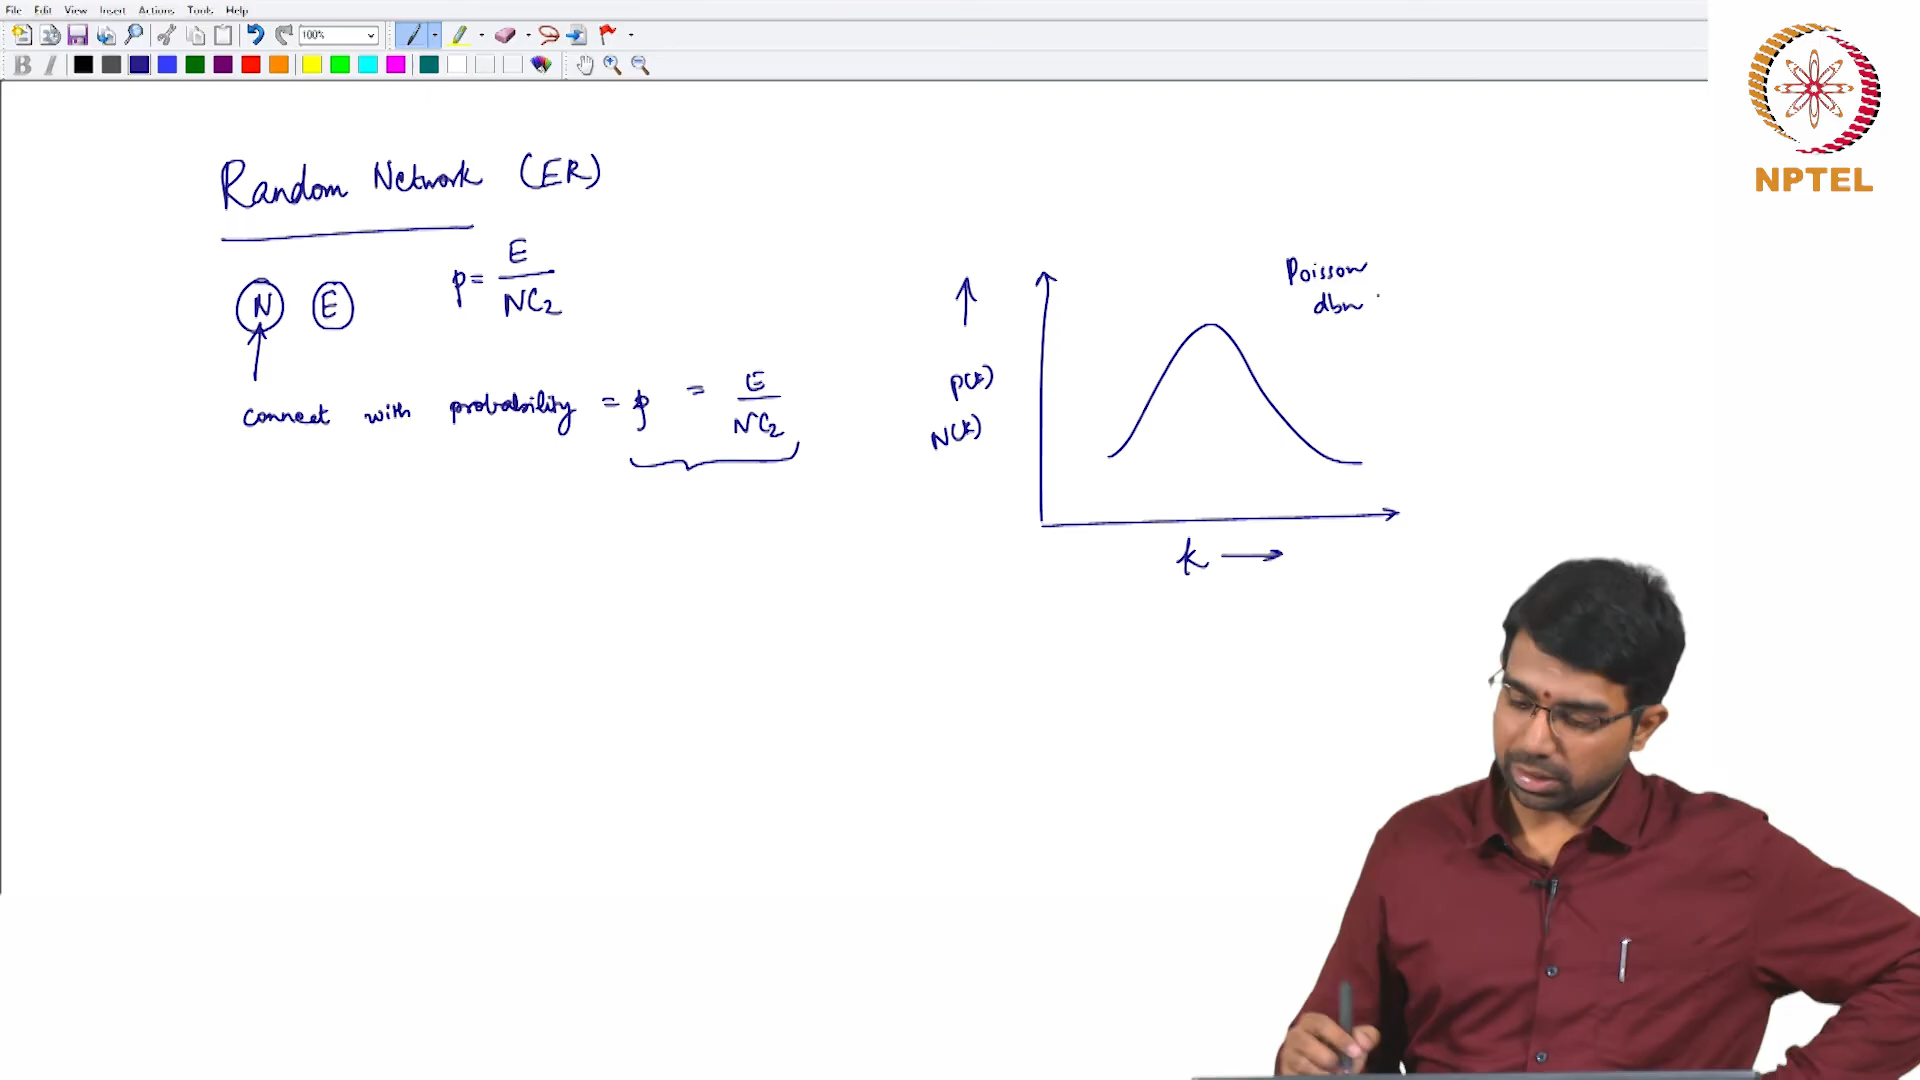 File Edit View Insert Actions Tools Help
100%
B I
NPTEL
Random Network (ER)
N E p = E / NC2
connect with probability = p = E / NC2
Poisson
dbn
P(k)
N(k)
k